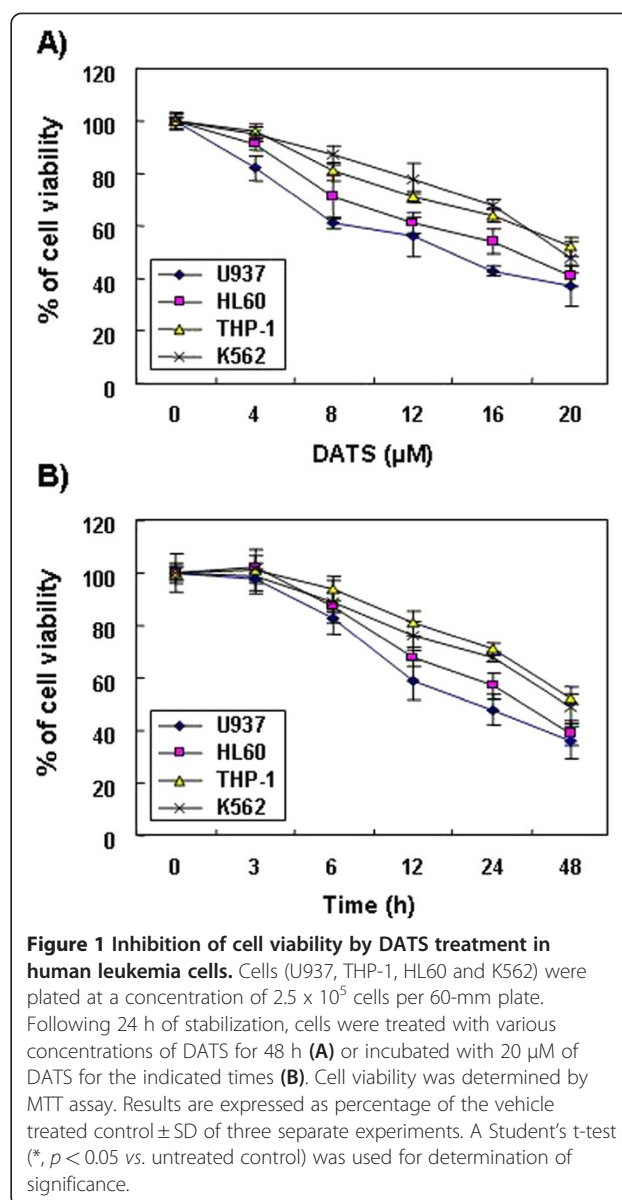 A)
120
100
80
60
40
20
0
% of cell viability
U937
HL60
THP-1
K562
0 4 8 12 16 20
DATS (µM)
B)
120
100
80
60
40
20
0
% of cell viability
U937
HL60
THP-1
K562
0 3 6 12 24 48
Time (h)
Figure 1 Inhibition of cell viability by DATS treatment in
human leukemia cells. Cells (U937, THP-1, HL60 and K562) were
plated at a concentration of 2.5 x 10⁵ cells per 60-mm plate.
Following 24 h of stabilization, cells were treated with various
concentrations of DATS for 48 h (A) or incubated with 20 µM of
DATS for the indicated times (B). Cell viability was determined by
MTT assay. Results are expressed as percentage of the vehicle
treated control ± SD of three separate experiments. A Student's t-test
(*, p < 0.05 vs. untreated control) was used for determination of
significance.